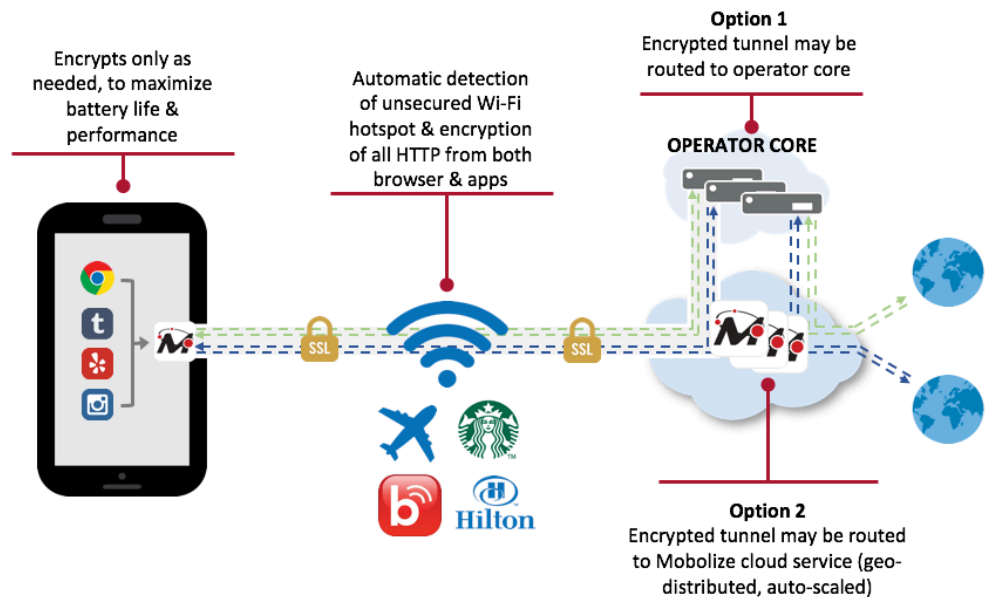 Option 1
Encrypted tunnel may be
routed to operator core
Encrypts only as
needed, to maximize
battery life &
performance
Automatic detection
of unsecured Wi-Fi
hotspot & encryption
of all HTTP from both
browser & apps
OPERATOR CORE
t
M
SSL
SSL
M
TM
b
Hilton
Option 2
Encrypted tunnel may be routed
to Mobolize cloud service (geo-
distributed, auto-scaled)